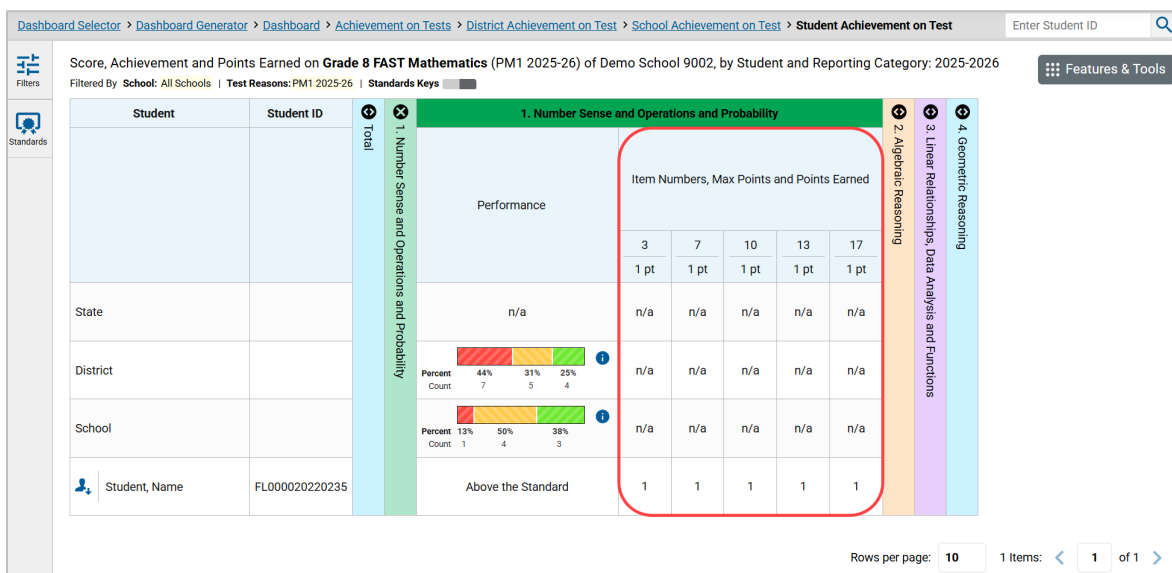 Dashboard Selector > Dashboard Generator > Dashboard > Achievement on Tests > District Achievement on Test > School Achievement on Test > Student Achievement on Test
Enter Student ID
Filters
Standards
Score, Achievement and Points Earned on Grade 8 FAST Mathematics (PM1 2025-26) of Demo School 9002, by Student and Reporting Category: 2025-2026
Features & Tools
Filtered By School: All Schools | Test Reasons: PM1 2025-26 | Standards Keys
Student
Student ID
Total
1. Number Sense and Operations and Probability
1. Number Sense and Operations and Probability
2. Algebraic Reasoning
3. Linear Relationships, Data Analysis and Functions
4. Geometric Reasoning
Performance
Item Numbers, Max Points and Points Earned
3 7 10 13 17
1 pt 1 pt 1 pt 1 pt 1 pt
State n/a n/a n/a n/a n/a n/a
District
Percent 44% 31% 25%
Count 7 5 4
n/a n/a n/a n/a n/a
School
Percent 13% 50% 38%
Count 1 4 3
n/a n/a n/a n/a n/a
Student, Name FL000020220235 Above the Standard 1 1 1 1 1
Rows per page: 10 1 Items: 1 of 1